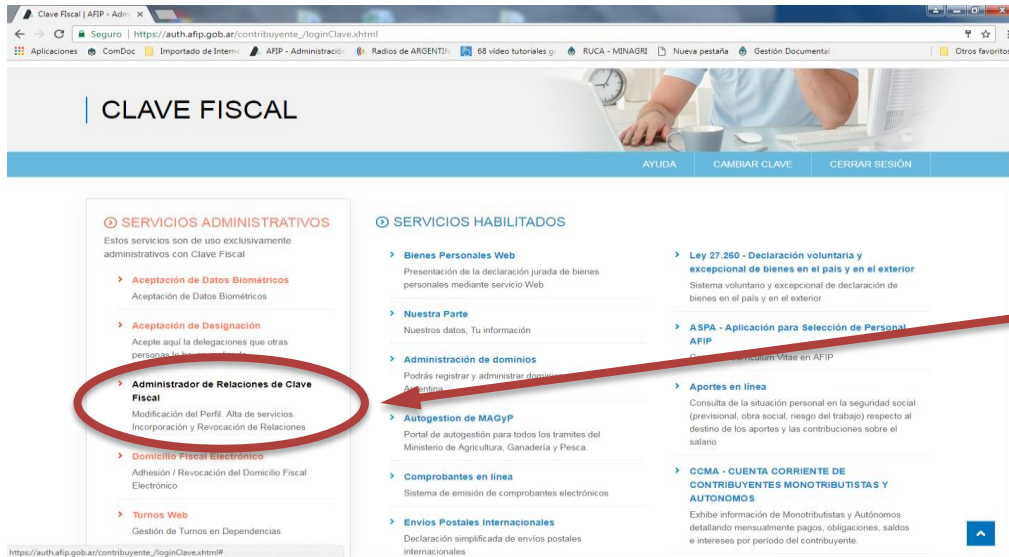 Clave Fiscal | AFIP - Admi
Seguro | https://auth.afip.gob.ar/contribuyente_/loginClave.xhtml
Aplicaciones ComDoc Importado de Interne AFIP - Administració Radios de ARGENTIN 68 vídeo tutoriales g RUCA - MINAGRI Nueva pestaña Gestión Documental Otros favoritos
CLAVE FISCAL
AYUDA CAMBIAR CLAVE CERRAR SESIÓN
SERVICIOS ADMINISTRATIVOS
Estos servicios son de uso exclusivamente
administrativos con Clave Fiscal
Aceptación de Datos Biométricos
Aceptación de Datos Biométricos
Aceptación de Designación
Acepte aquí la delegaciones que otras
personas le
Administrador de Relaciones de Clave
Fiscal
Modificación del Perfil. Alta de servicios.
Incorporación y Revocación de Relaciones
Domicilio Fiscal Electrónico
Adhesión / Revocación del Domicilio Fiscal
Electrónico
Turnos Web
Gestión de Turnos en Dependencias
SERVICIOS HABILITADOS
Bienes Personales Web
Presentación de la declaración jurada de bienes
personales mediante servicio Web
Nuestra Parte
Nuestros datos, Tu información
Administración de dominios
Podrás registrar y administrar dominios
Argentina
Autogestion de MAGyP
Portal de autogestión para todos los tramites del
Ministerio de Agricultura, Ganadería y Pesca.
Comprobantes en línea
Sistema de emisión de comprobantes electrónicos
Envíos Postales Internacionales
Declaración simplificada de envíos postales
internacionales
Ley 27.260 - Declaración voluntaria y
excepcional de bienes en el país y en el exterior
Sistema voluntario y excepcional de declaración de
bienes en el país y en el exterior
ASPA - Aplicación para Selección de Personal
AFIP
Vitae en AFIP
Aportes en línea
Consulta de la situación personal en la seguridad social
(previsional, obra social, riesgo del trabajo) respecto al
destino de los aportes y las contribuciones sobre el
salario
CCMA - CUENTA CORRIENTE DE
CONTRIBUYENTES MONOTRIBUTISTAS Y
AUTONOMOS
Exhibe información de Monotributistas y Autónomos
detallando mensualmente pagos, obligaciones, saldos
e intereses por período del contribuyente.
https://auth.afip.gob.ar/contribuyente_/loginClave.xhtml#